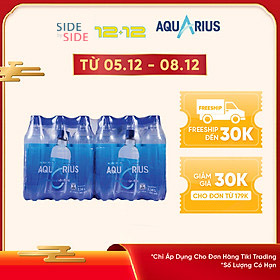 SIDE BY SIDE
12•12
AQUARIUS
TỪ 05.12 – 08.12
FREESHIP
FREESHIP
ĐẾN 30K
GIẢM
GIÁ 30K
CHO ĐƠN TỪ 179K
AQUARIUS
AQUARIUS
*Chỉ Áp Dụng Cho Đơn Hàng Tiki Trading
*Số Lượng Có Hạn